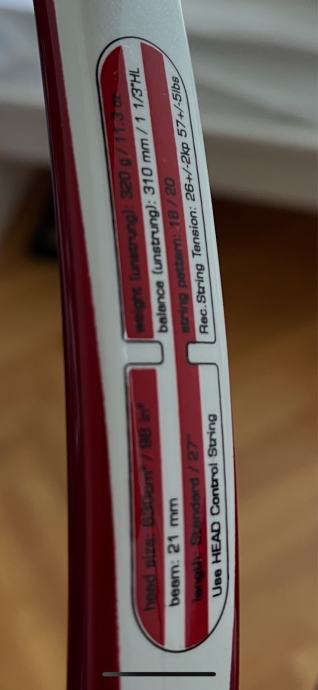 weight (unstrung): 320 g / 11.3 oz
balance (unstrung): 310 mm / 1 1/3"HL
string pattern: 18 / 20
Rec.String Tension: 26+/-2kp 57+/-5lbs
head size: 630cm² / 98 in²
beam: 21 mm
length: Standard / 27"
Use HEAD Control String